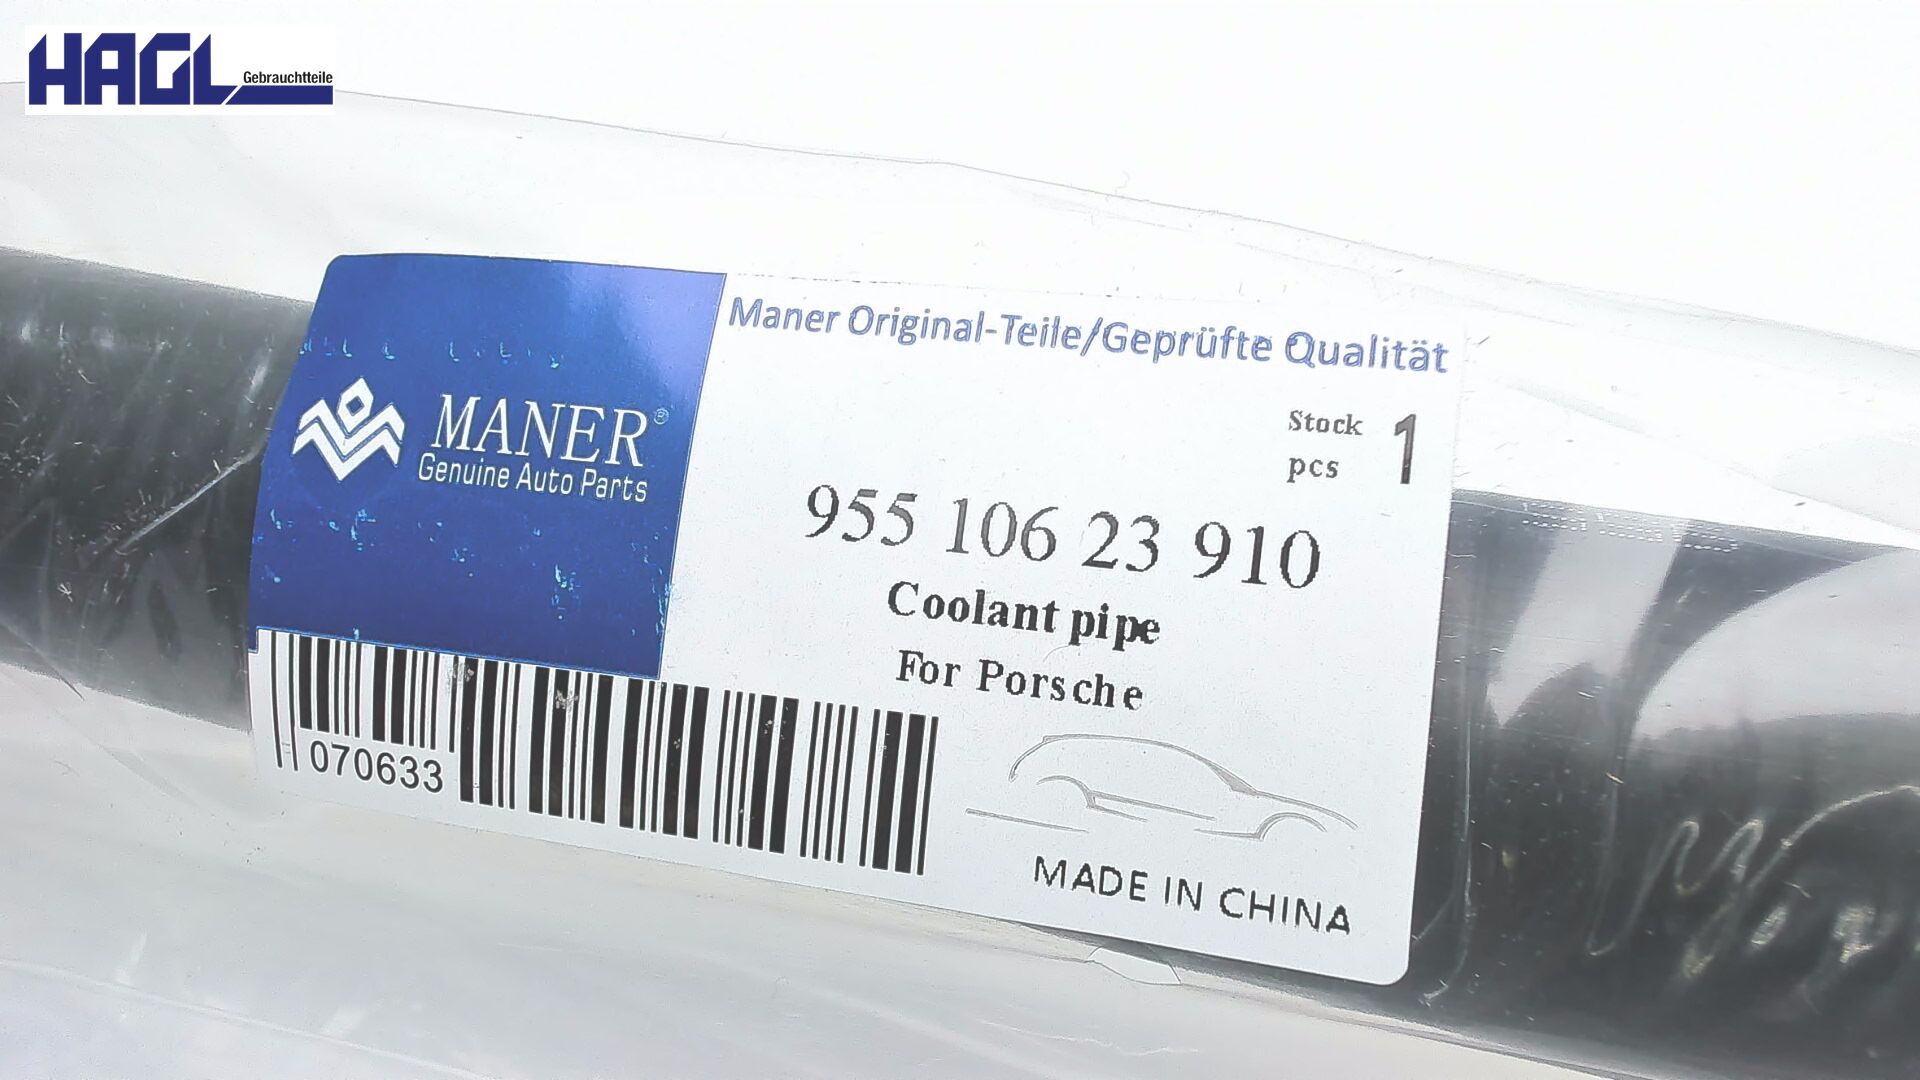 HAGL Gebrauchtteile
Maner Original-Teile/Geprüfte Qualität
MANER®
Genuine Auto Parts
Stock
pcs
1
955 106 23 910
Coolant pipe
For Porsche
070633
MADE IN CHINA